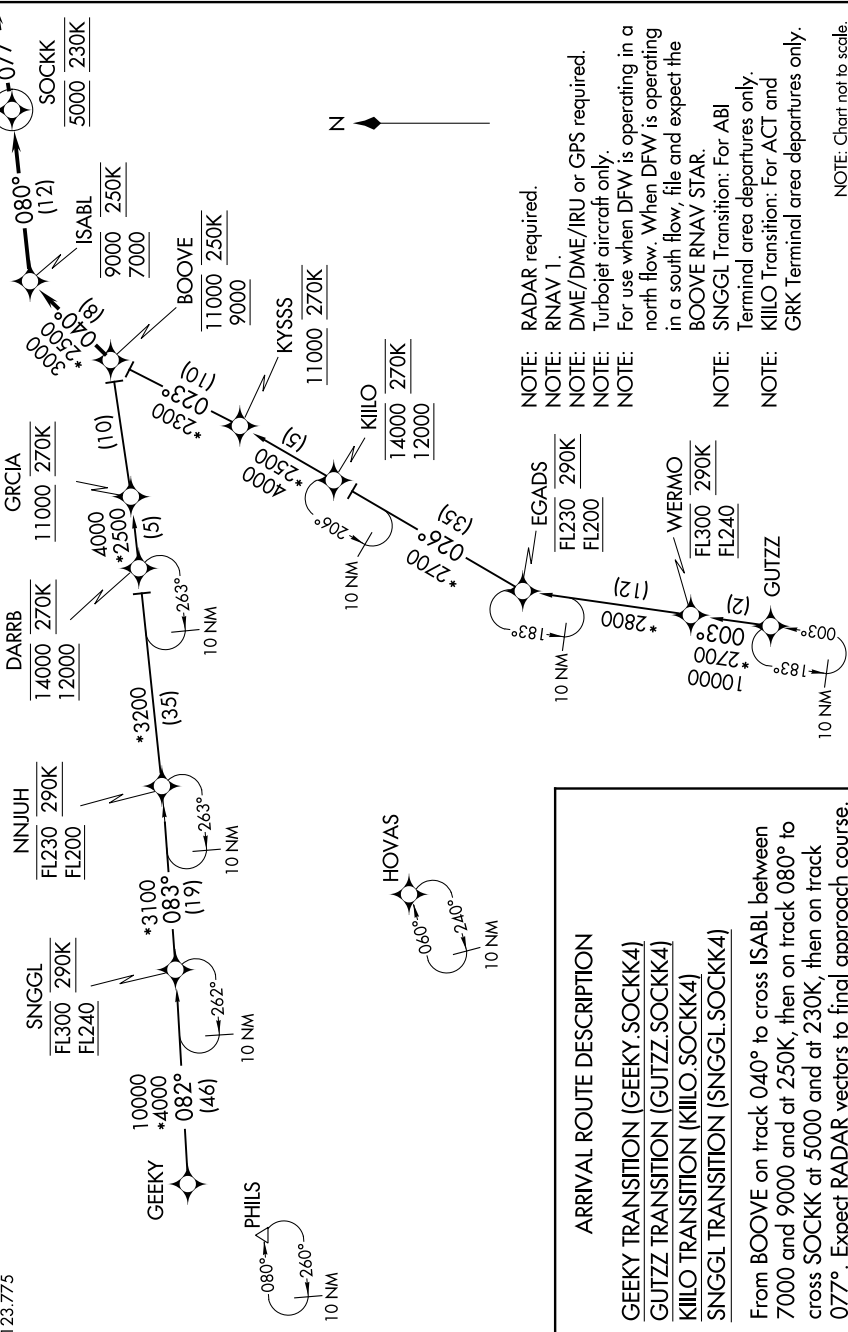 123.775
077°
SOCKK
5000 230K
080°
(12)
ISABL
9000 250K
7000
3000
*2500
040°
(8)
BOOVE
11000 250K
9000
GRCIA
11000 270K
(10)
4000
*2500
(5)
DARRB
14000 270K
12000
263°
10 NM
*3200
(35)
NNJUH
FL230 290K
FL200
263°
10 NM
*3100
083°
(19)
SNGGL
FL300 290K
FL240
262°
10 NM
10000
*4000
082°
(46)
GEEKY
PHILS
080°
260°
10 NM
HOVAS
060°
240°
10 NM
*2300
023°
(10)
KYSSS
11000 270K
4000
*2500
(5)
KIILO
14000 270K
12000
206°
10 NM
*2700
026°
(35)
EGADS
FL230 290K
FL200
183°
10 NM
*2800
(12)
WERMO
FL300 290K
FL240
10000
*2700
003°
(2)
GUTZZ
183°
003°
10 NM
N
NOTE: RADAR required.
NOTE: RNAV 1.
NOTE: DME/DME/IRU or GPS required.
NOTE: Turbojet aircraft only.
NOTE: For use when DFW is operating in a
north flow. When DFW is operating
in a south flow, file and expect the
BOOVE RNAV STAR.
NOTE: SNGGL Transition: For ABI
Terminal area departures only.
NOTE: KIILO Transition: For ACT and
GRK Terminal area departures only.
NOTE: Chart not to scale.
ARRIVAL ROUTE DESCRIPTION
GEEKY TRANSITION (GEEKY.SOCKK4)
GUTZZ TRANSITION (GUTZZ.SOCKK4)
KIILO TRANSITION (KIILO.SOCKK4)
SNGGL TRANSITION (SNGGL.SOCKK4)
From BOOVE on track 040° to cross ISABL between
7000 and 9000 and at 250K, then on track 080° to
cross SOCKK at 5000 and at 230K, then on track
077°. Expect RADAR vectors to final approach course.